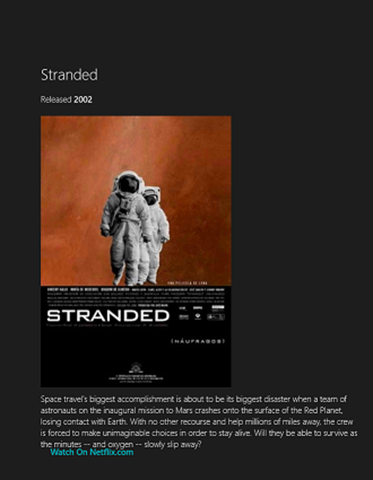 Stranded
Released 2002
UNA PELICULA DE LUNA
STRANDED
(NÁUFRAGOS)
Space travel's biggest accomplishment is about to be its biggest disaster when a team of
astronauts on the inaugural mission to Mars crashes onto the surface of the Red Planet,
losing contact with Earth. With no other recourse and help millions of miles away, the crew
is forced to make unimaginable choices in order to stay alive. Will they be able to survive as
the minutes -- and oxygen -- slowly slip away?
Watch On Netflix.com